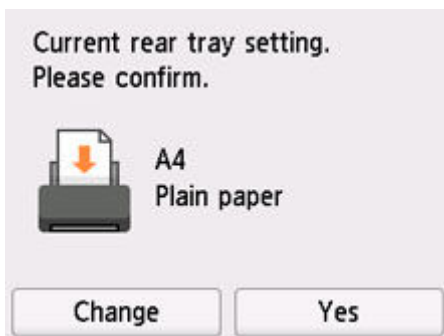 Current rear tray setting.
Please confirm.
A4
Plain paper
Change
Yes